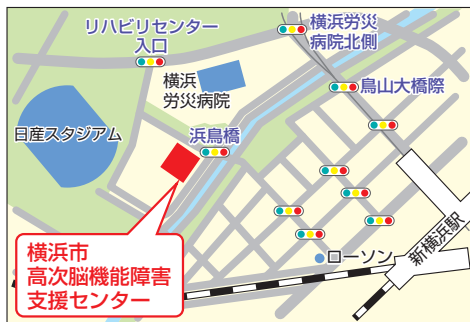 リハビリセンター
入口
横浜労災
病院北側
横浜
労災病院
鳥山大橋際
日産スタジアム
浜鳥橋
横浜市
高次脳機能障害
支援センター
ローソン
新横浜駅